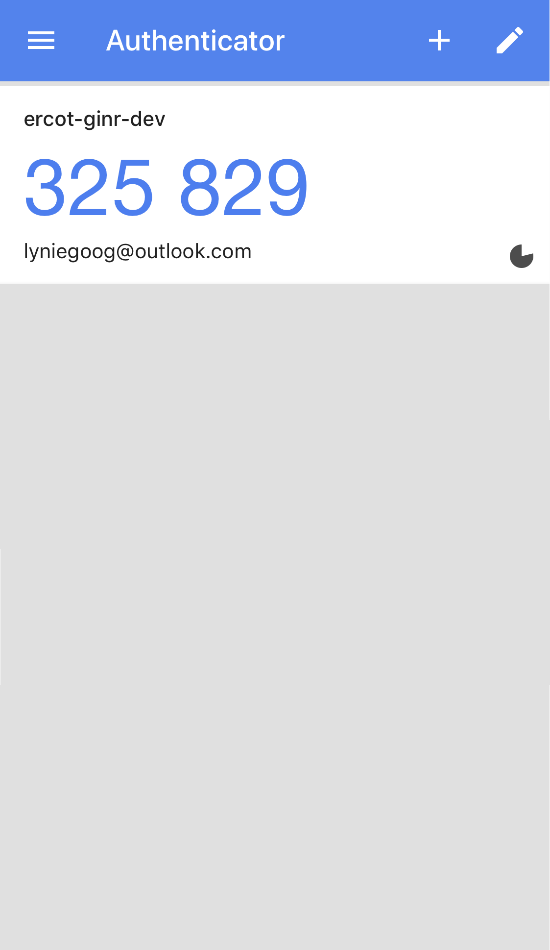 Authenticator
ercot-ginr-dev
325 829
lyniegoog@outlook.com